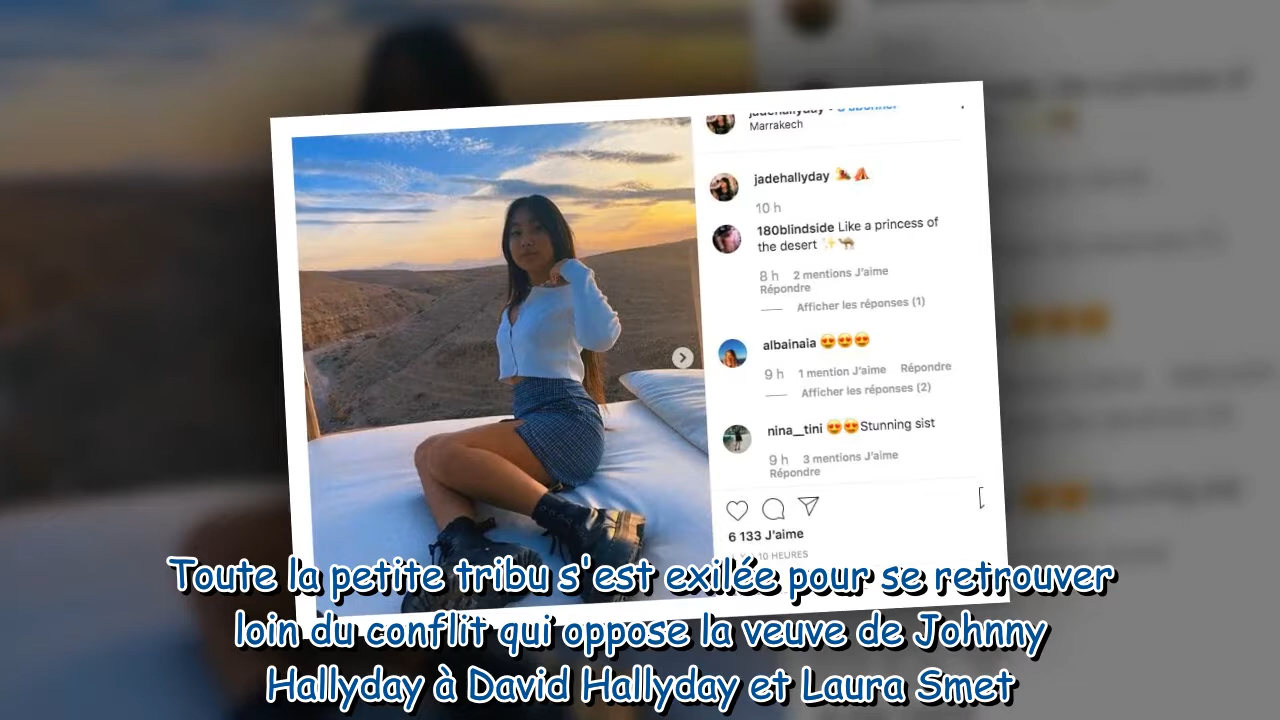 Marrakech
jadehallyday
10 h
180blindside Like a princess of
the desert
8 h 2 mentions J'aime
Répondre
Afficher les réponses (1)
albainaia
9 h 1 mention J'aime Répondre
Afficher les réponses (2)
nina__tini Stunning sist
9 h 3 mentions J'aime
Répondre
6 133 J'aime
10 HEURES
Toute la petite tribu s'est exilée pour se retrouver
loin du conflit qui oppose la veuve de Johnny
Hallyday à David Hallyday et Laura Smet